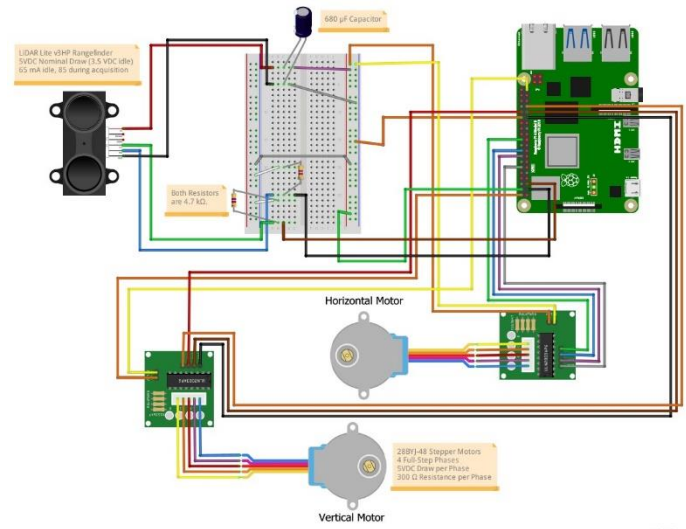 680 µF Capacitor
LiDAR Lite v3HP Rangefinder
5VDC Nominal Draw (3.5 VDC idle)
65 mA idle, 85 during acquisition
Both Resistors
are 4.7 kΩ.
Horizontal Motor
28BYJ-48 Stepper Motors
4 Full-Step Phases
5VDC Draw per Phase
300 Ω Resistance per Phase
Vertical Motor